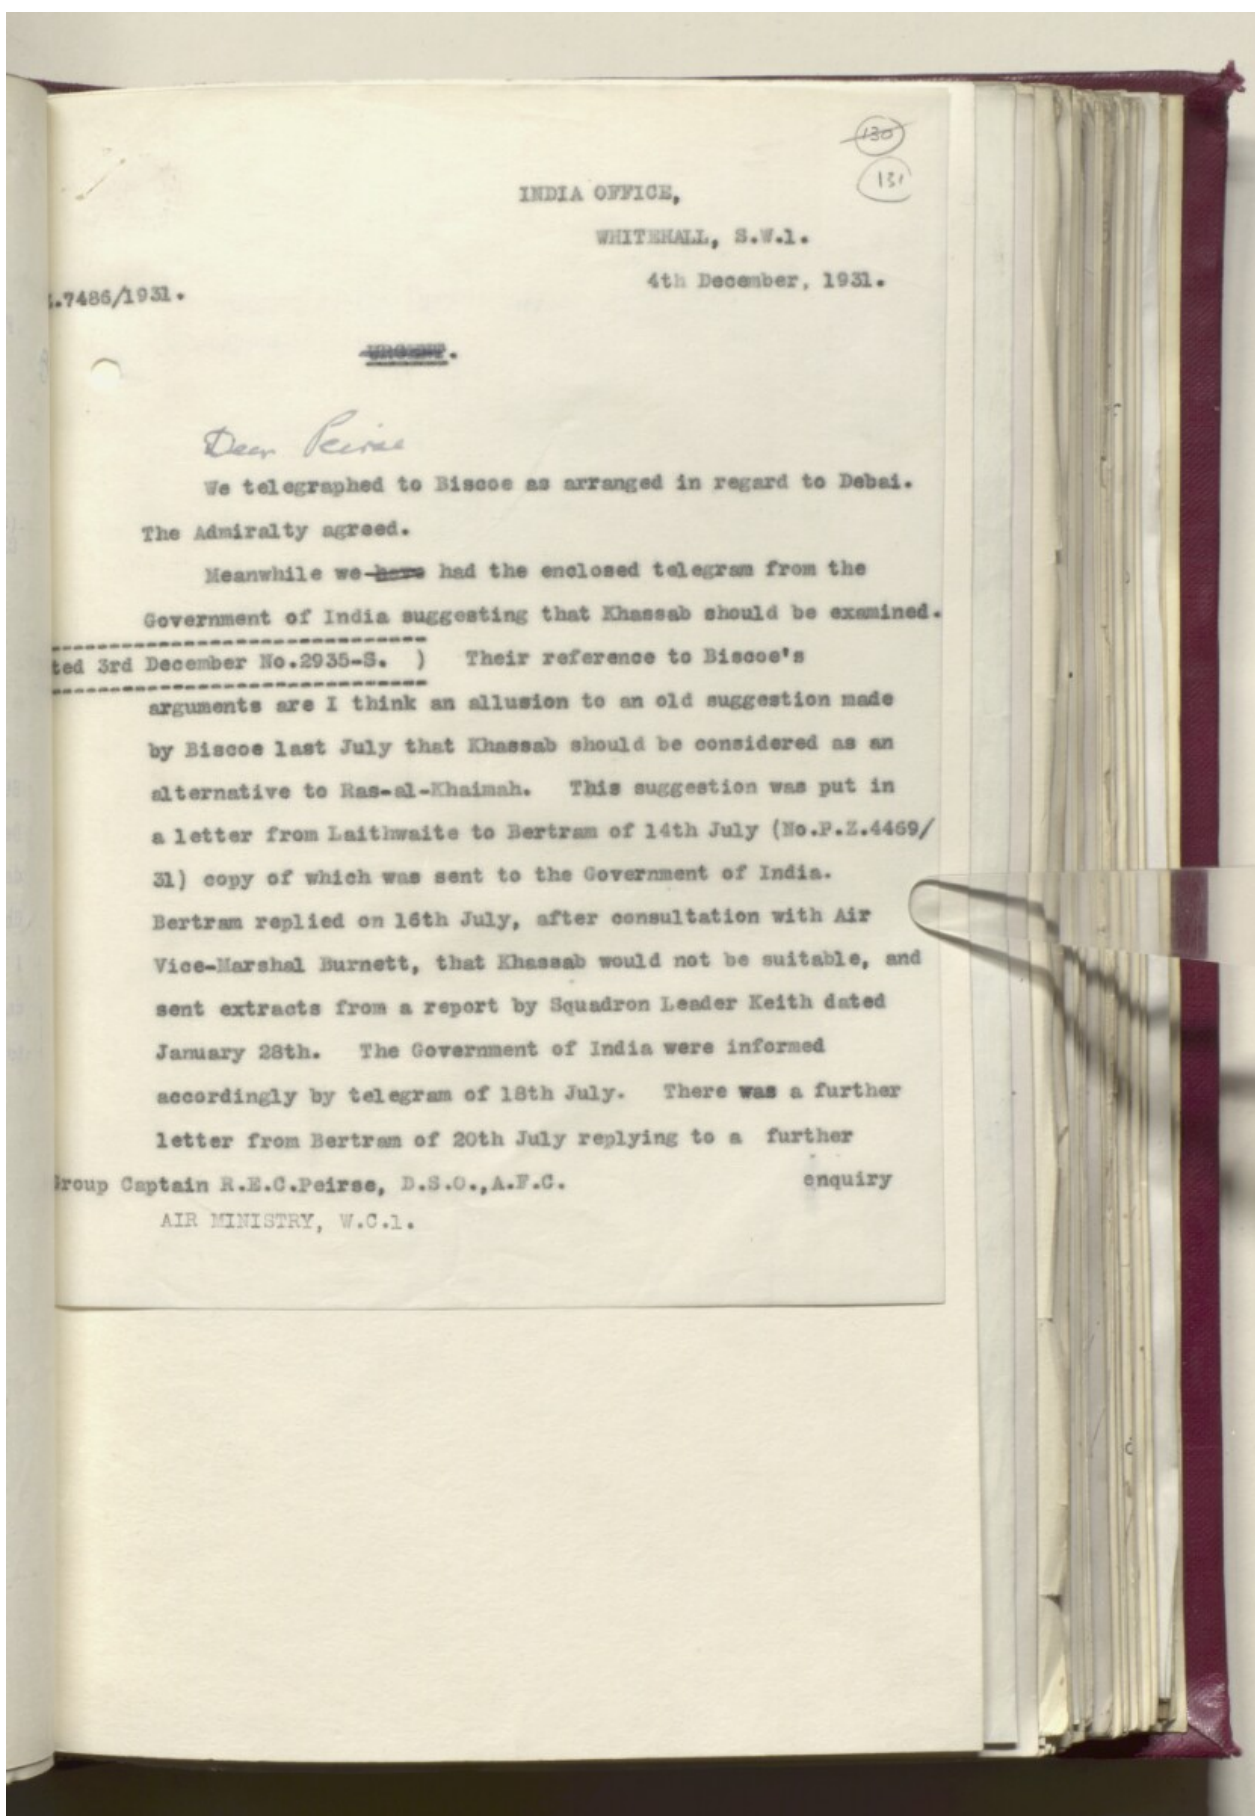 130
131
INDIA OFFICE,
WHITEHALL, S.W.1.
4th December, 1931.
.7486/1931.
URGENT.
Dear Peirse
We telegraphed to Biscoe as arranged in regard to Debai.
The Admiralty agreed.
Meanwhile we have had the enclosed telegram from the
Government of India suggesting that Khassab should be examined.
ted 3rd December No.2935-S. ) Their reference to Biscoe's
arguments are I think an allusion to an old suggestion made
by Biscoe last July that Khassab should be considered as an
alternative to Ras-al-Khaimah. This suggestion was put in
a letter from Laithwaite to Bertram of 14th July (No.P.Z.4469/
31) copy of which was sent to the Government of India.
Bertram replied on 16th July, after consultation with Air
Vice-Marshal Burnett, that Khassab would not be suitable, and
sent extracts from a report by Squadron Leader Keith dated
January 28th. The Government of India were informed
accordingly by telegram of 18th July. There was a further
letter from Bertram of 20th July replying to a further
enquiry
Group Captain R.E.C.Peirse, D.S.O.,A.F.C.
AIR MINISTRY, W.C.1.